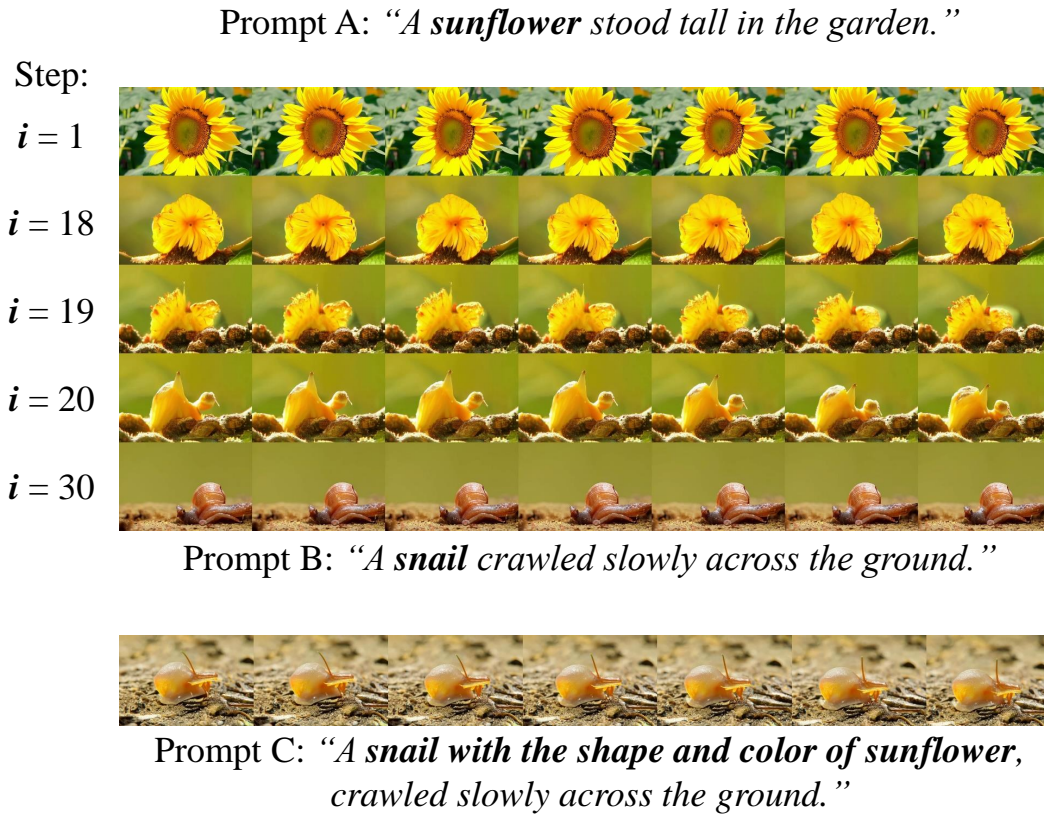 Prompt A: “A sunflower stood tall in the garden.”
Step:
i = 1
i = 18
i = 19
i = 20
i = 30
Prompt B: “A snail crawled slowly across the ground.”
Prompt C: “A snail with the shape and color of sunflower,
crawled slowly across the ground.”